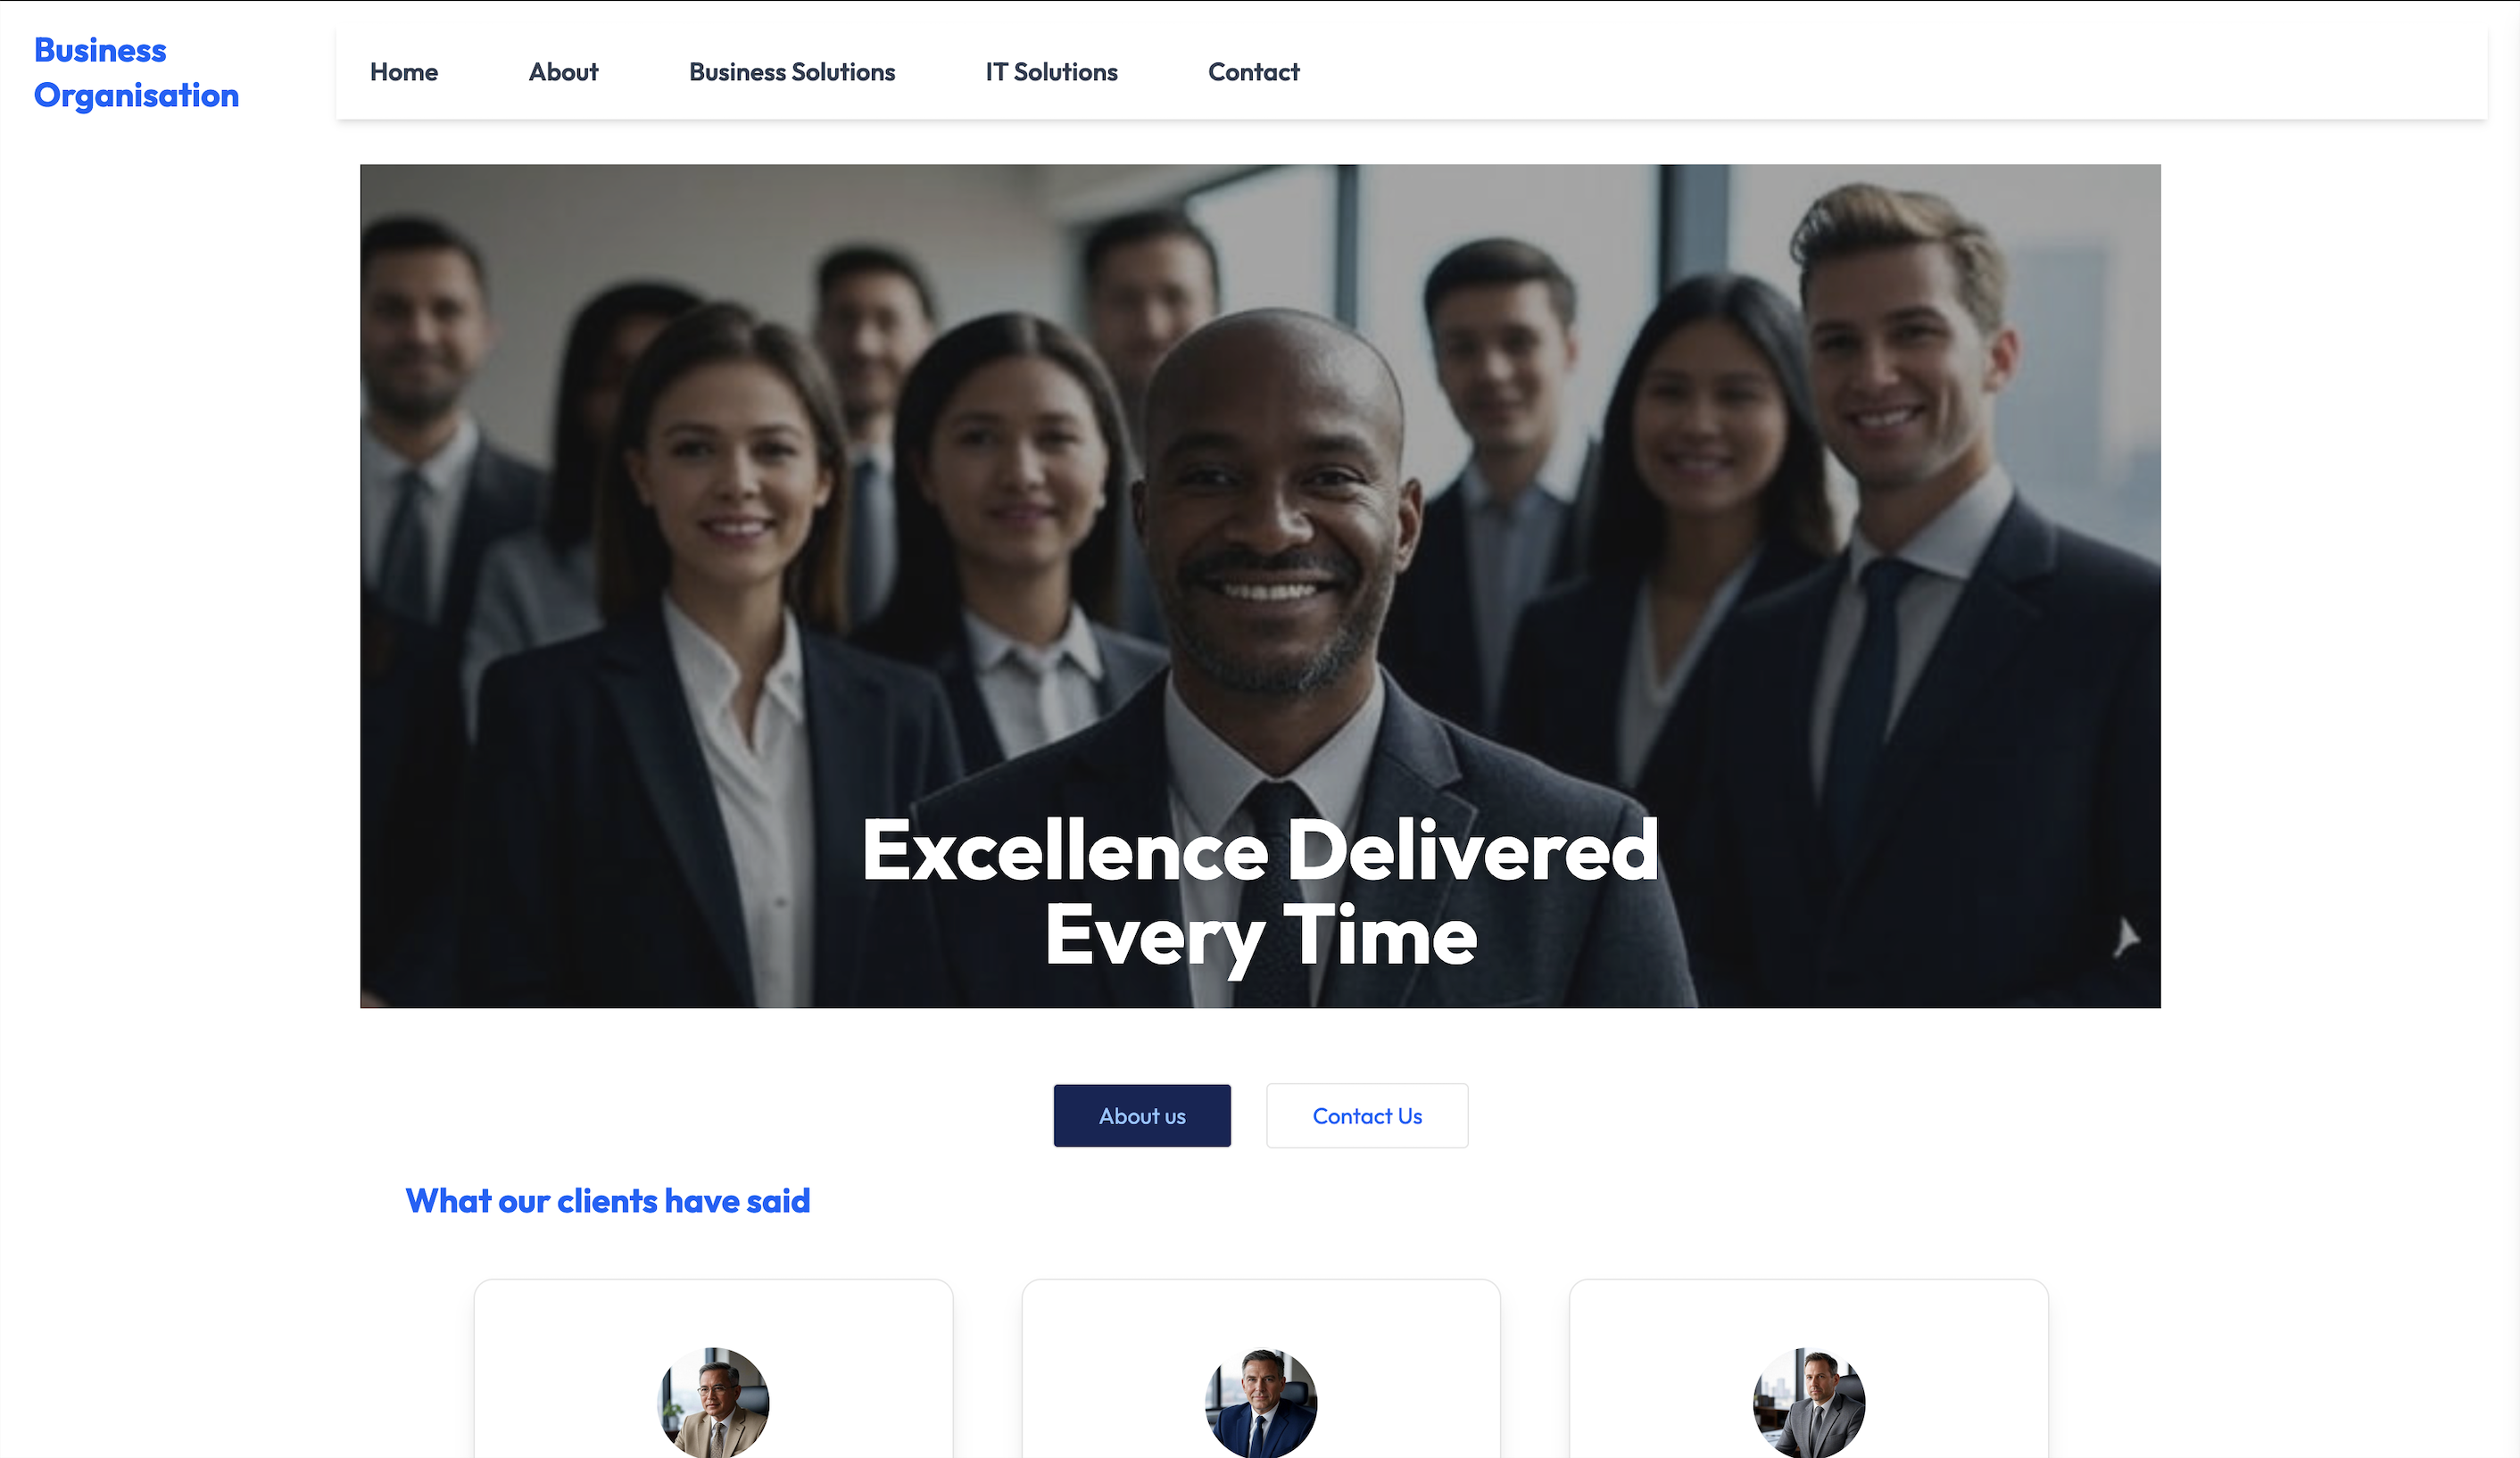 Business
Organisation
Home About Business Solutions IT Solutions Contact
Excellence Delivered
Every Time
About us Contact Us
What our clients have said